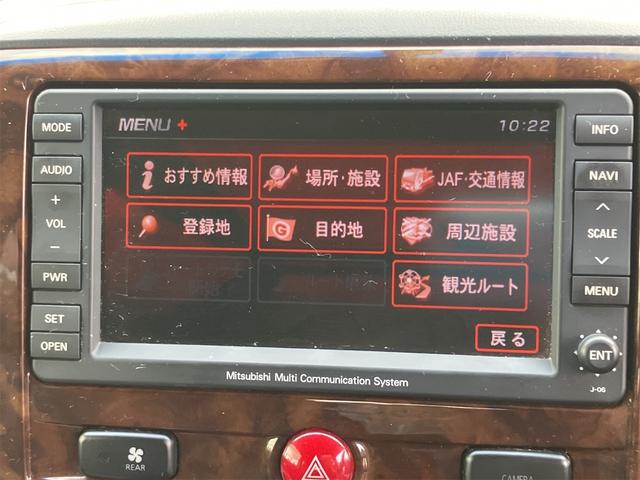 MENU +
10:22
おすすめ情報
場所・施設
JAF・交通情報
登録地
G
目的地
周辺施設
観光ルート
戻る
MODE
AUDIO
+
VOL
−
PWR
SET
OPEN
INFO
NAVI
SCALE
MENU
ENT
J-06
Mitsubishi Multi Communication System
REAR
CAMERA